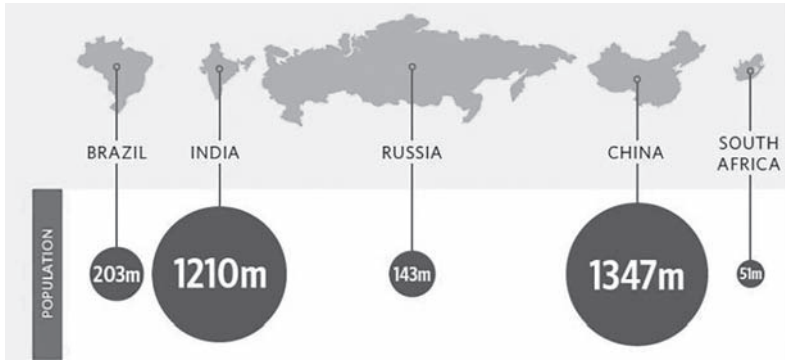 BRAZIL
INDIA
RUSSIA
CHINA
SOUTH
AFRICA
POPULATION
203m
1210m
143m
1347m
51m